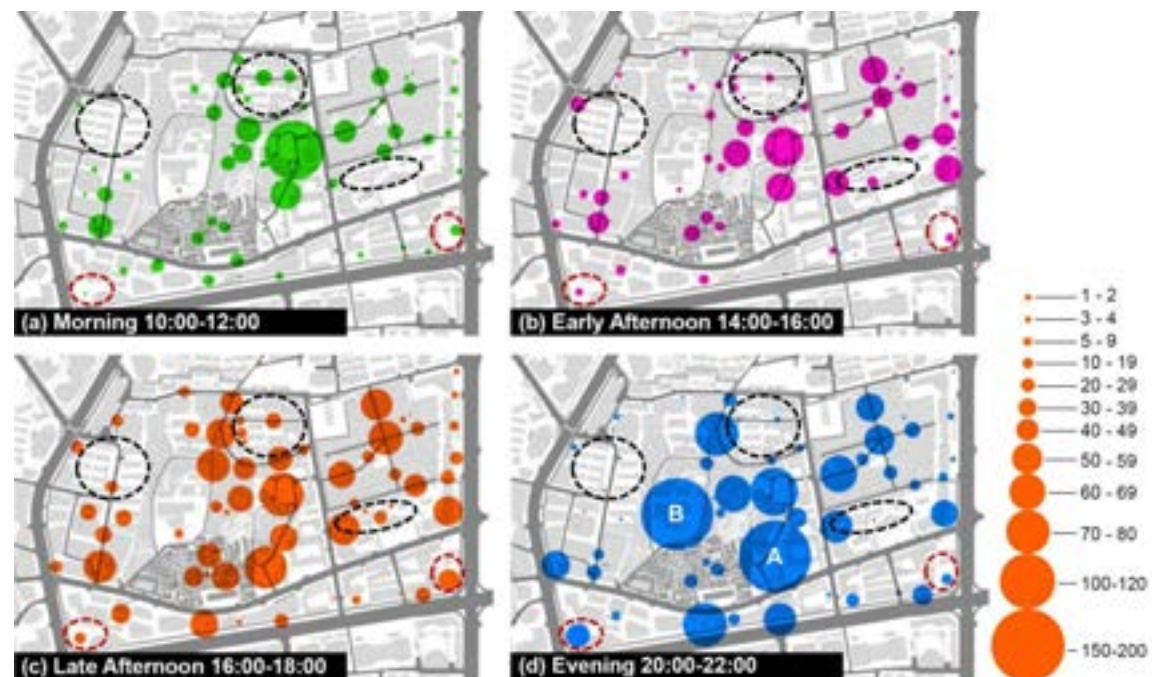 (a) Morning 10:00-12:00
(b) Early Afternoon 14:00-16:00
1 - 2
3 - 4
5 - 9
10 - 19
20 - 29
30 - 39
40 - 49
50 - 59
60 - 69
70 - 80
100-120
150-200
B
A
(c) Late Afternoon 16:00-18:00
(d) Evening 20:00-22:00